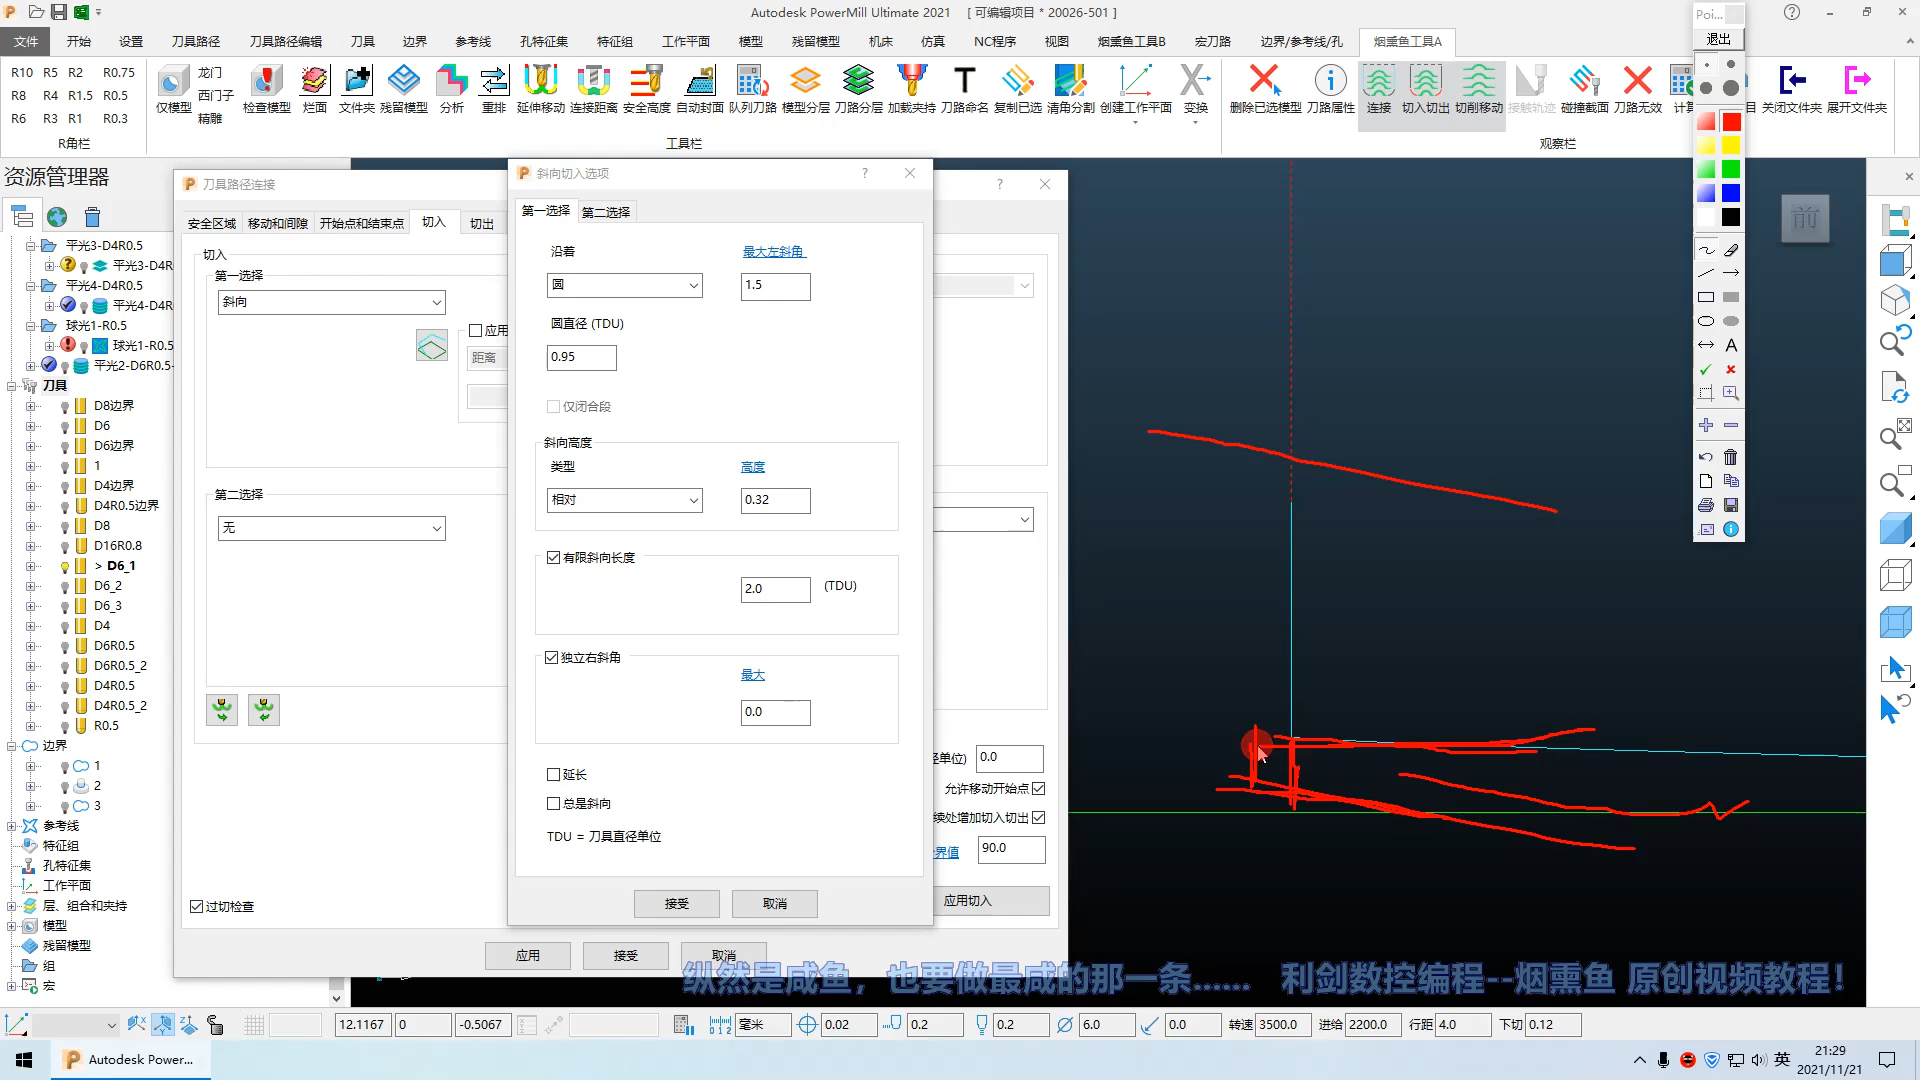 Autodesk PowerMill Ultimate 2021 [ 可编辑项目 * 20026-501 ]
文件 开始 设置 刀具路径 刀具路径编辑 刀具 边界 参考线 孔特征集 特征组 工作平面 模型 残留模型 机床 仿真 NC程序 视图 烟熏鱼工具B 宏刀路 边界/参考线/孔 烟熏鱼工具A
Poi...
退出
R10 R5 R2 R0.75
R8 R4 R1.5 R0.5
R6 R3 R1 R0.3
R角栏
仅模型
龙门
西门子
精雕
检查模型 烂面 文件夹 残留模型 分析 重排 延伸移动 连接距离 安全高度 自动封面 队列刀路 模型分层 刀路分层 加载夹持 刀路命名 复制已选 清角分割 创建工作平面 变换
工具栏
删除已选模型 刀路属性 连接 切入切出 切削移动 接触轨迹 碰撞截面 刀路无效 计算 目 关闭文件夹 展开文件夹
观察栏
资源管理器
平光3-D4R0.5
平光3-D4R
平光4-D4R0.5
平光4-D4R
球光1-R0.5
球光1-R0.5
平光2-D6R0.5-
刀具
D8边界
D6
D6边界
1
D4边界
D4R0.5边界
D8
D16R0.8
> D6_1
D6_2
D6_3
D4
D6R0.5
D6R0.5_2
D4R0.5
D4R0.5_2
R0.5
边界
1
2
3
参考线
特征组
孔特征集
工作平面
层、组合和夹持
模型
残留模型
组
宏
刀具路径连接
安全区域 移动和间隙 开始点和结束点 切入 切出
切入
第一选择
斜向
应用
距离
第二选择
无
过切检查
应用 接受 取消
径单位) 0.0
允许移动开始点
续处增加切入切出
界值 90.0
应用切入
斜向切入选项
第一选择 第二选择
沿着 最大左斜角
圆 1.5
圆直径 (TDU)
0.95
仅闭合段
斜向高度
类型 高度
相对 0.32
有限斜向长度
2.0 (TDU)
独立右斜角
最大
0.0
延长
总是斜向
TDU = 刀具直径单位
接受 取消
前
A
纵然是咸鱼，也要做最咸的那一条...... 利剑数控编程--烟熏鱼 原创视频教程！
12.1167 0 -0.5067 毫米 0.02 0.2 0.2 6.0 0.0 转速 3500.0 进给 2200.0 行距 4.0 下切 0.12
Autodesk Power...
英
21:29
2021/11/21